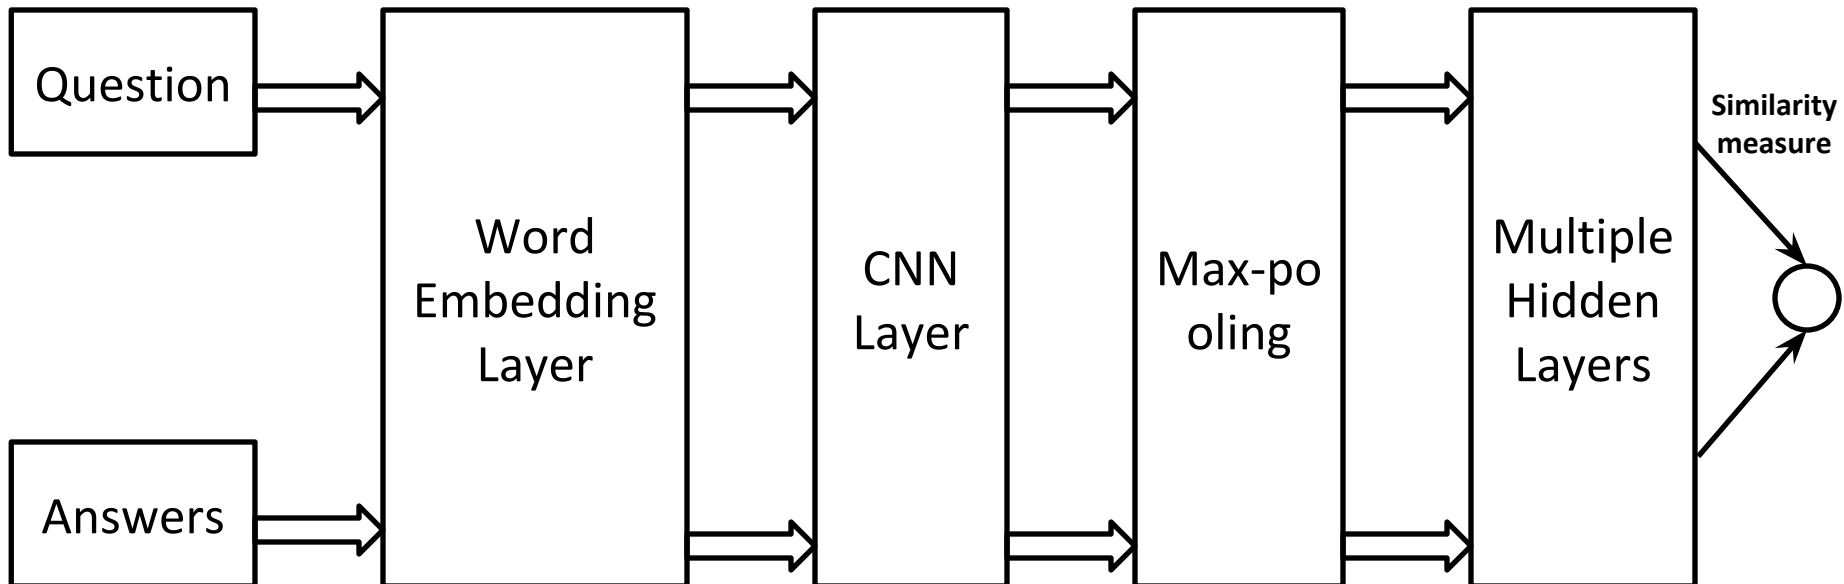 Question
Answers
Word
Embedding
Layer
CNN
Layer
Max-po
oling
Multiple
Hidden
Layers
Similarity
measure